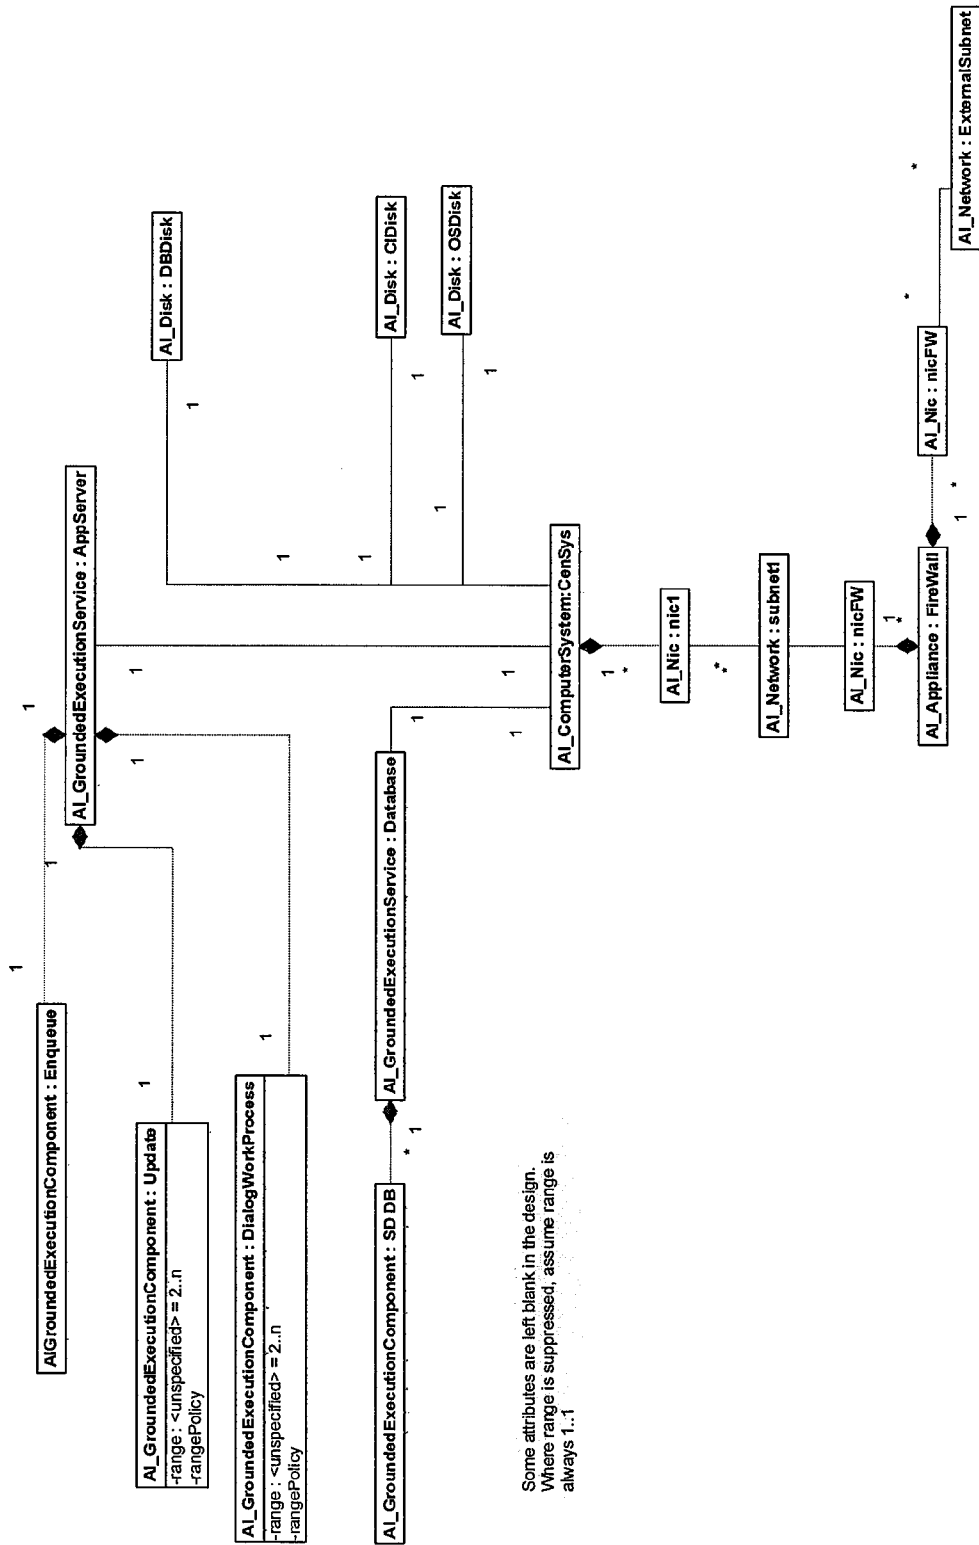 AIGroundedExecutionComponent : Enqueue
1
1
AI_GroundedExecutionService : AppServer
1
1
AI_GroundedExecutionComponent : Update
-range : <unspecified> = 2..n
-rangePolicy
1
1
1
AI_Disk : DBDisk
1
1
AI_GroundedExecutionComponent : DialogWorkProcess
-range : <unspecified> = 2..n
-rangePolicy
1
AI_GroundedExecutionComponent : SD DB
* 1
AI_GroundedExecutionService : Database
1
1
1
1
AI_Disk : CIDisk
1
1
AI_Disk : OSDisk
1
AI_ComputerSystem:CenSys
1
*
AI_Nic : nic1
*
*
AI_Network : subnet1
AI_Nic : nicFW
1
*
AI_Appliance : FireWall
1
*
AI_Nic : nicFW
*
*
AI_Network : ExternalSubnet
Some attributes are left blank in the design.
Where range is suppressed, assume range is
always 1..1